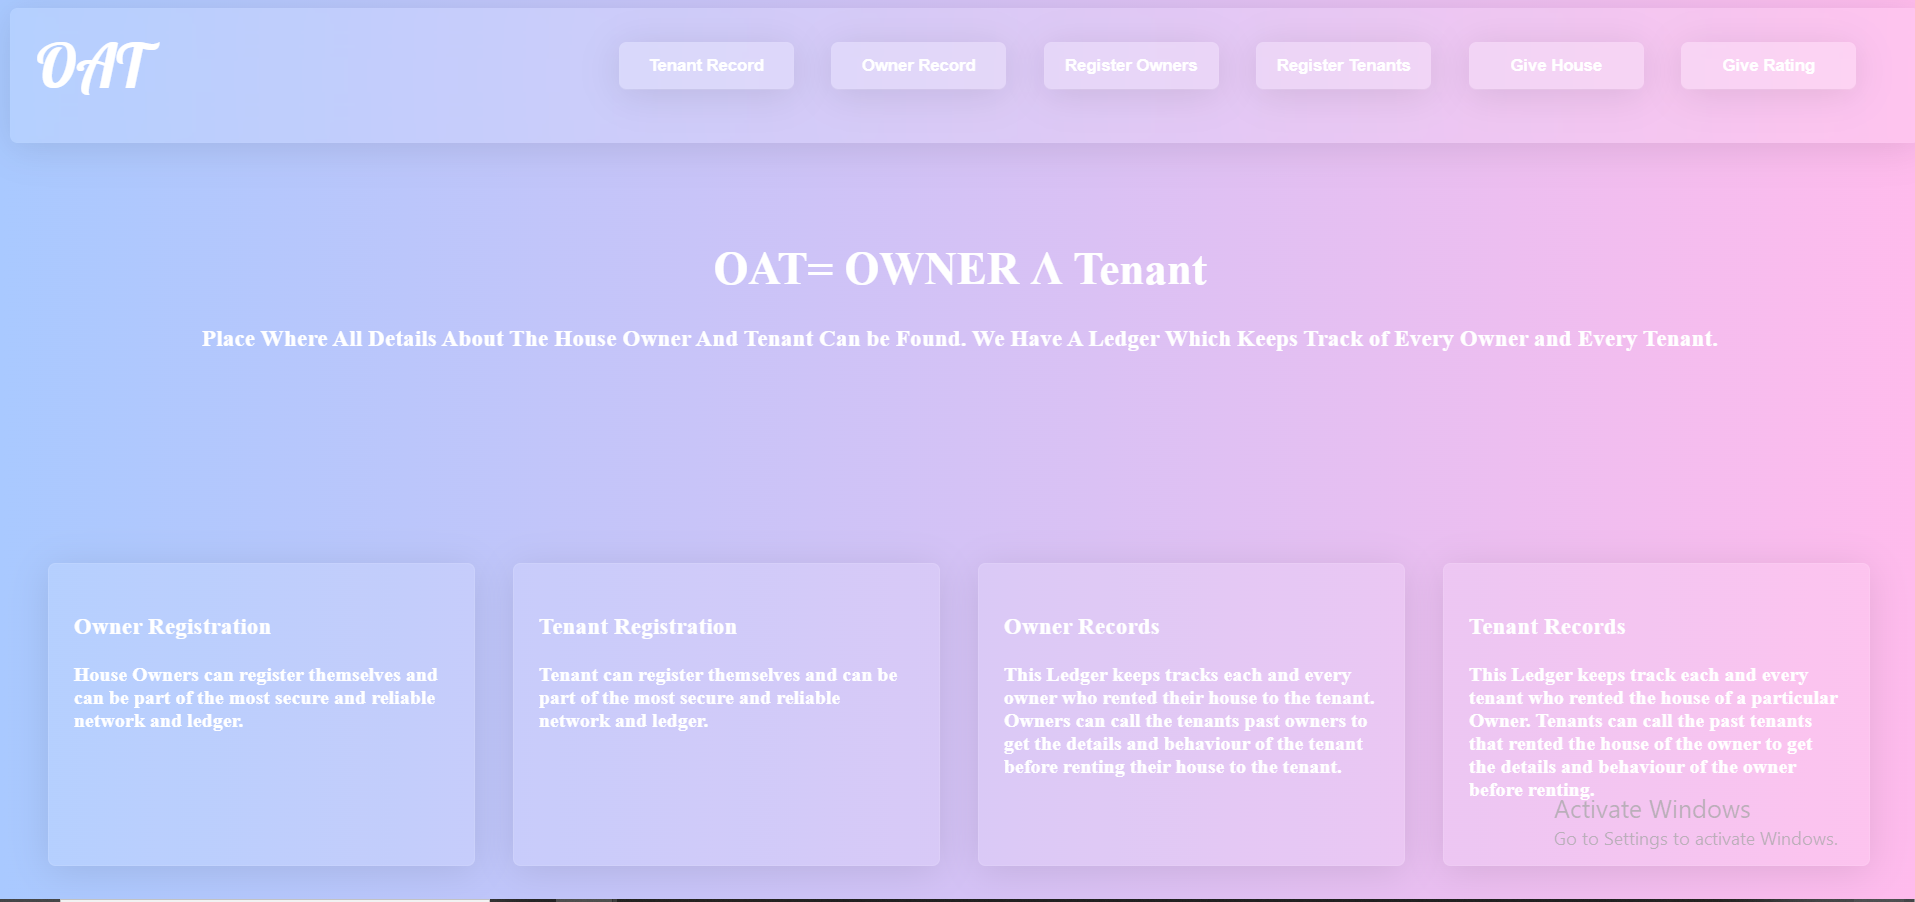 OAT
Tenant Record
Owner Record
Register Owners
Register Tenants
Give House
Give Rating
OAT= OWNER Λ Tenant
Place Where All Details About The House Owner And Tenant Can be Found. We Have A Ledger Which Keeps Track of Every Owner and Every Tenant.
Owner Registration
House Owners can register themselves and
can be part of the most secure and reliable
network and ledger.
Tenant Registration
Tenant can register themselves and can be
part of the most secure and reliable
network and ledger.
Owner Records
This Ledger keeps tracks each and every
owner who rented their house to the tenant.
Owners can call the tenants past owners to
get the details and behaviour of the tenant
before renting their house to the tenant.
Tenant Records
This Ledger keeps track each and every
tenant who rented the house of a particular
Owner. Tenants can call the past tenants
that rented the house of the owner to get
the details and behaviour of the owner
before renting.
Activate Windows
Go to Settings to activate Windows.